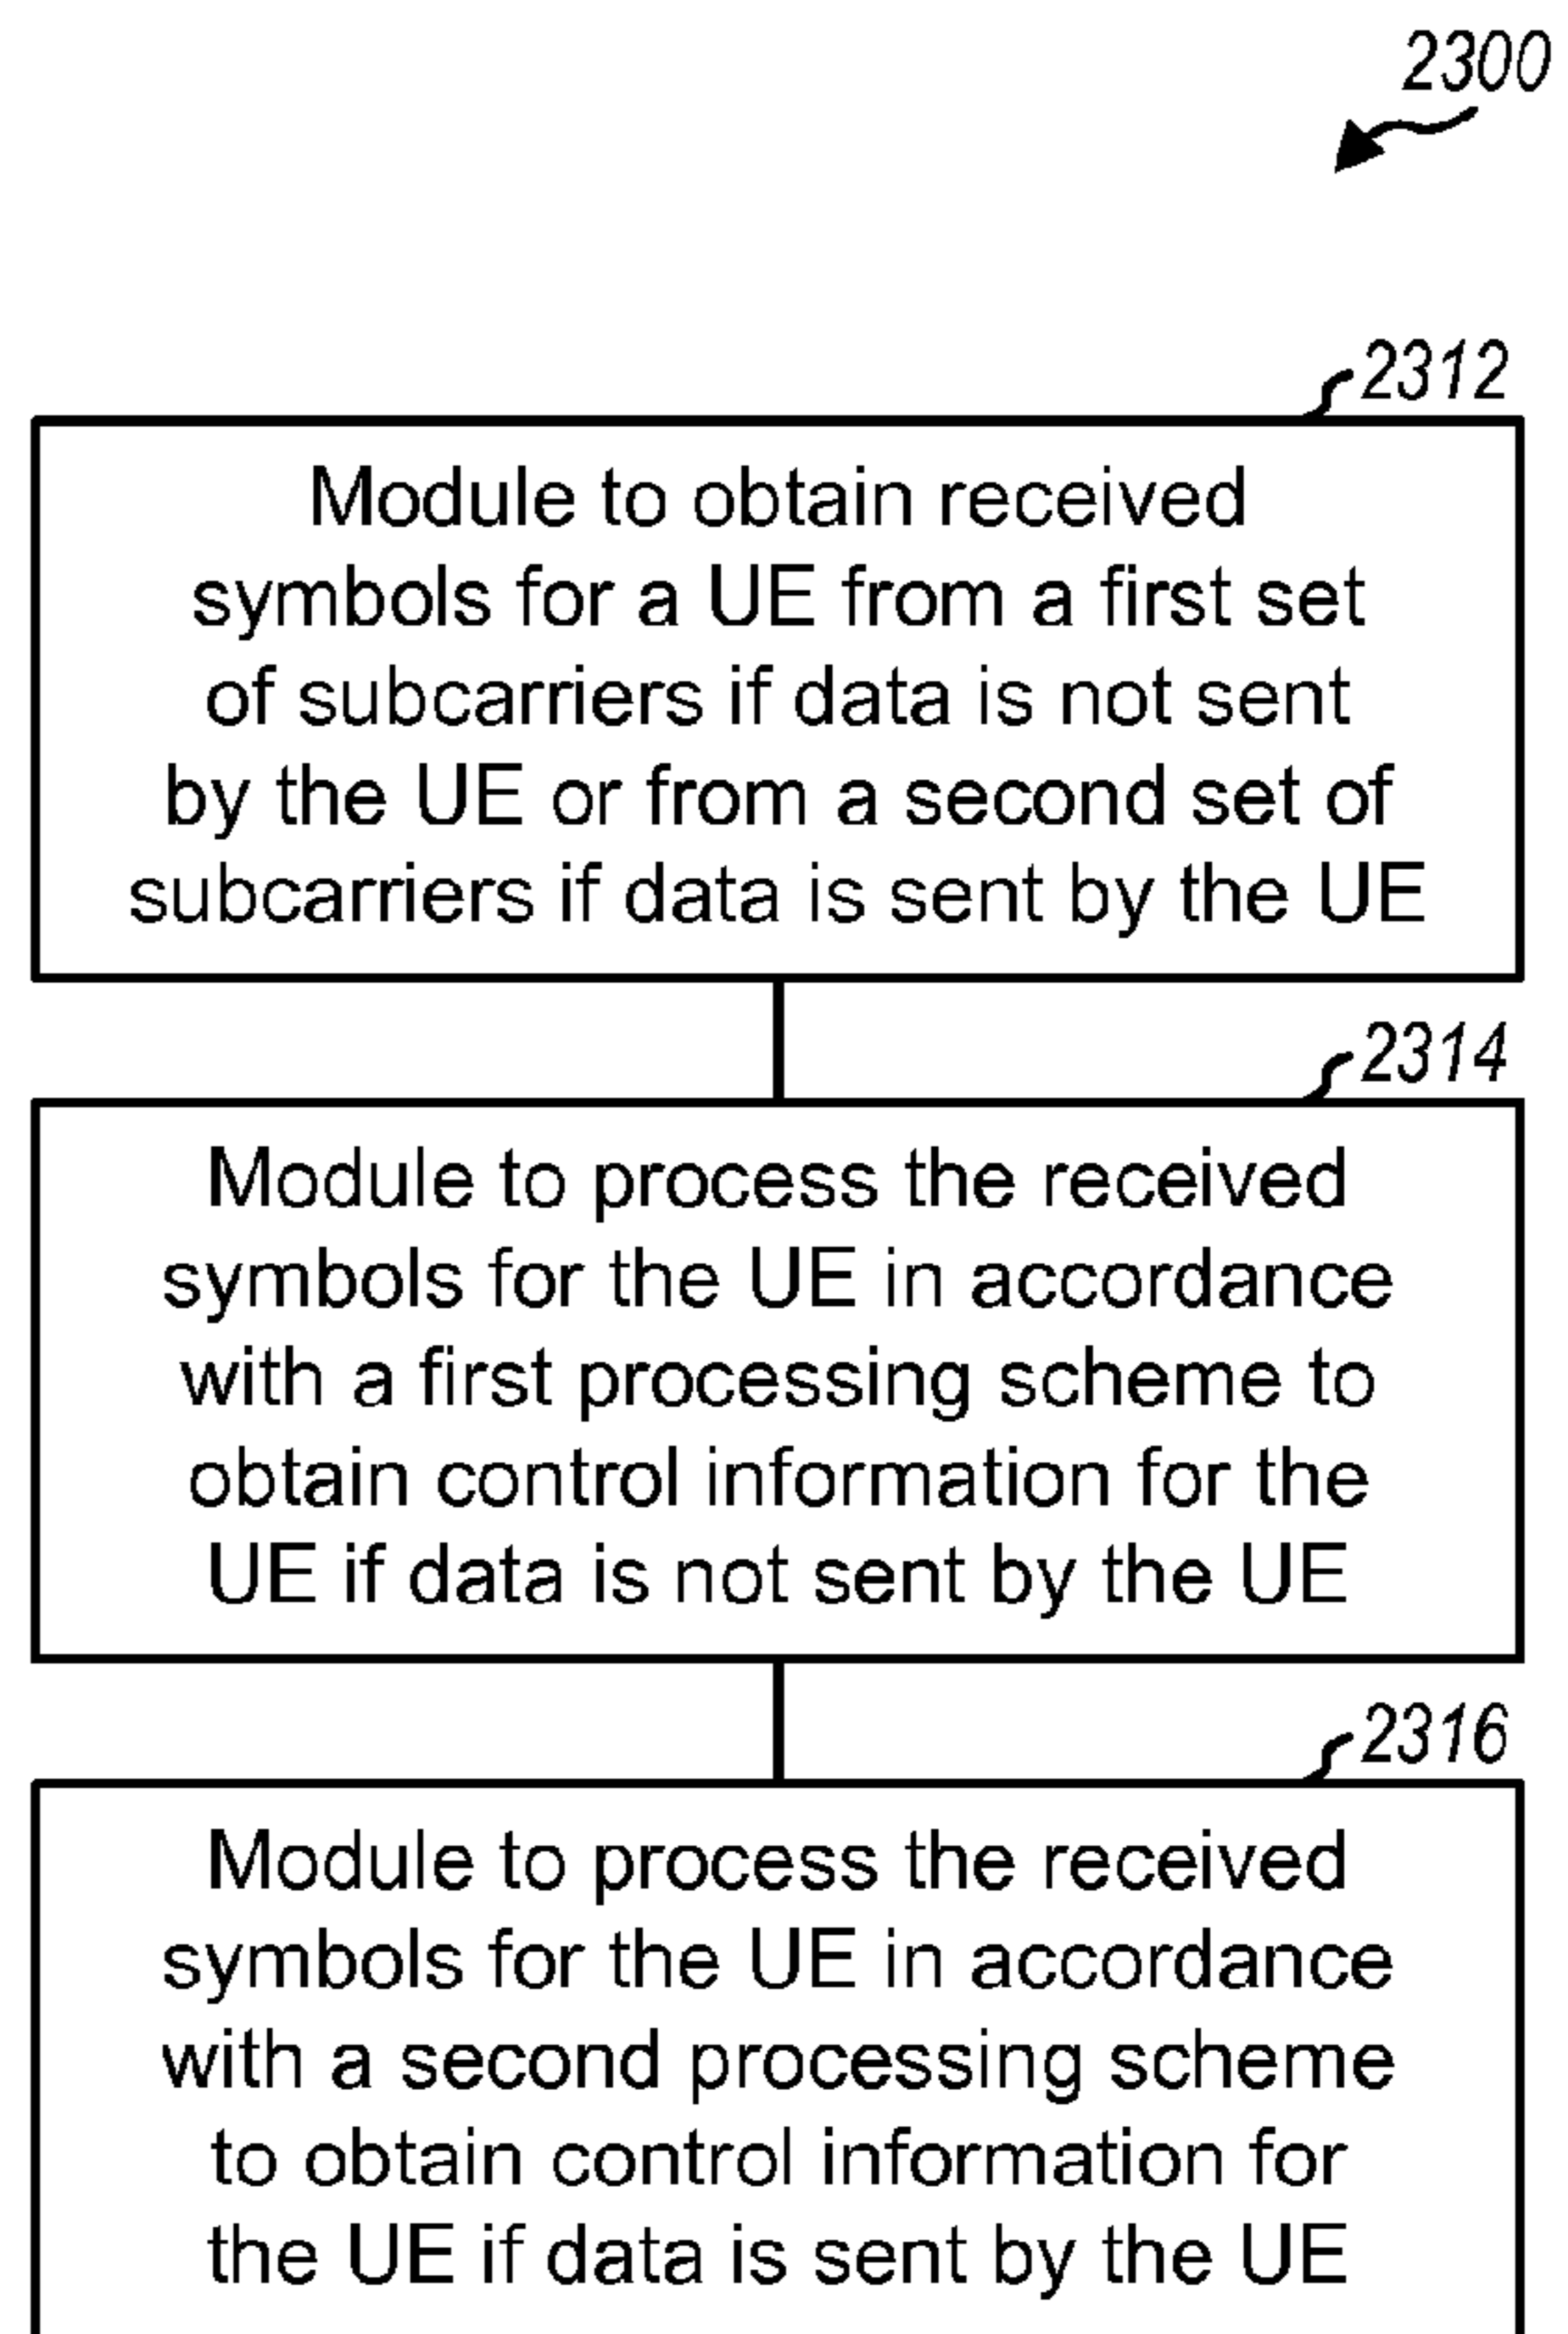 2300
2312
Module to obtain received
symbols for a UE from a first set
of subcarriers if data is not sent
by the UE or from a second set of
subcarriers if data is sent by the UE
2314
Module to process the received
symbols for the UE in accordance
with a first processing scheme to
obtain control information for the
UE if data is not sent by the UE
2316
Module to process the received
symbols for the UE in accordance
with a second processing scheme
to obtain control information for
the UE if data is sent by the UE